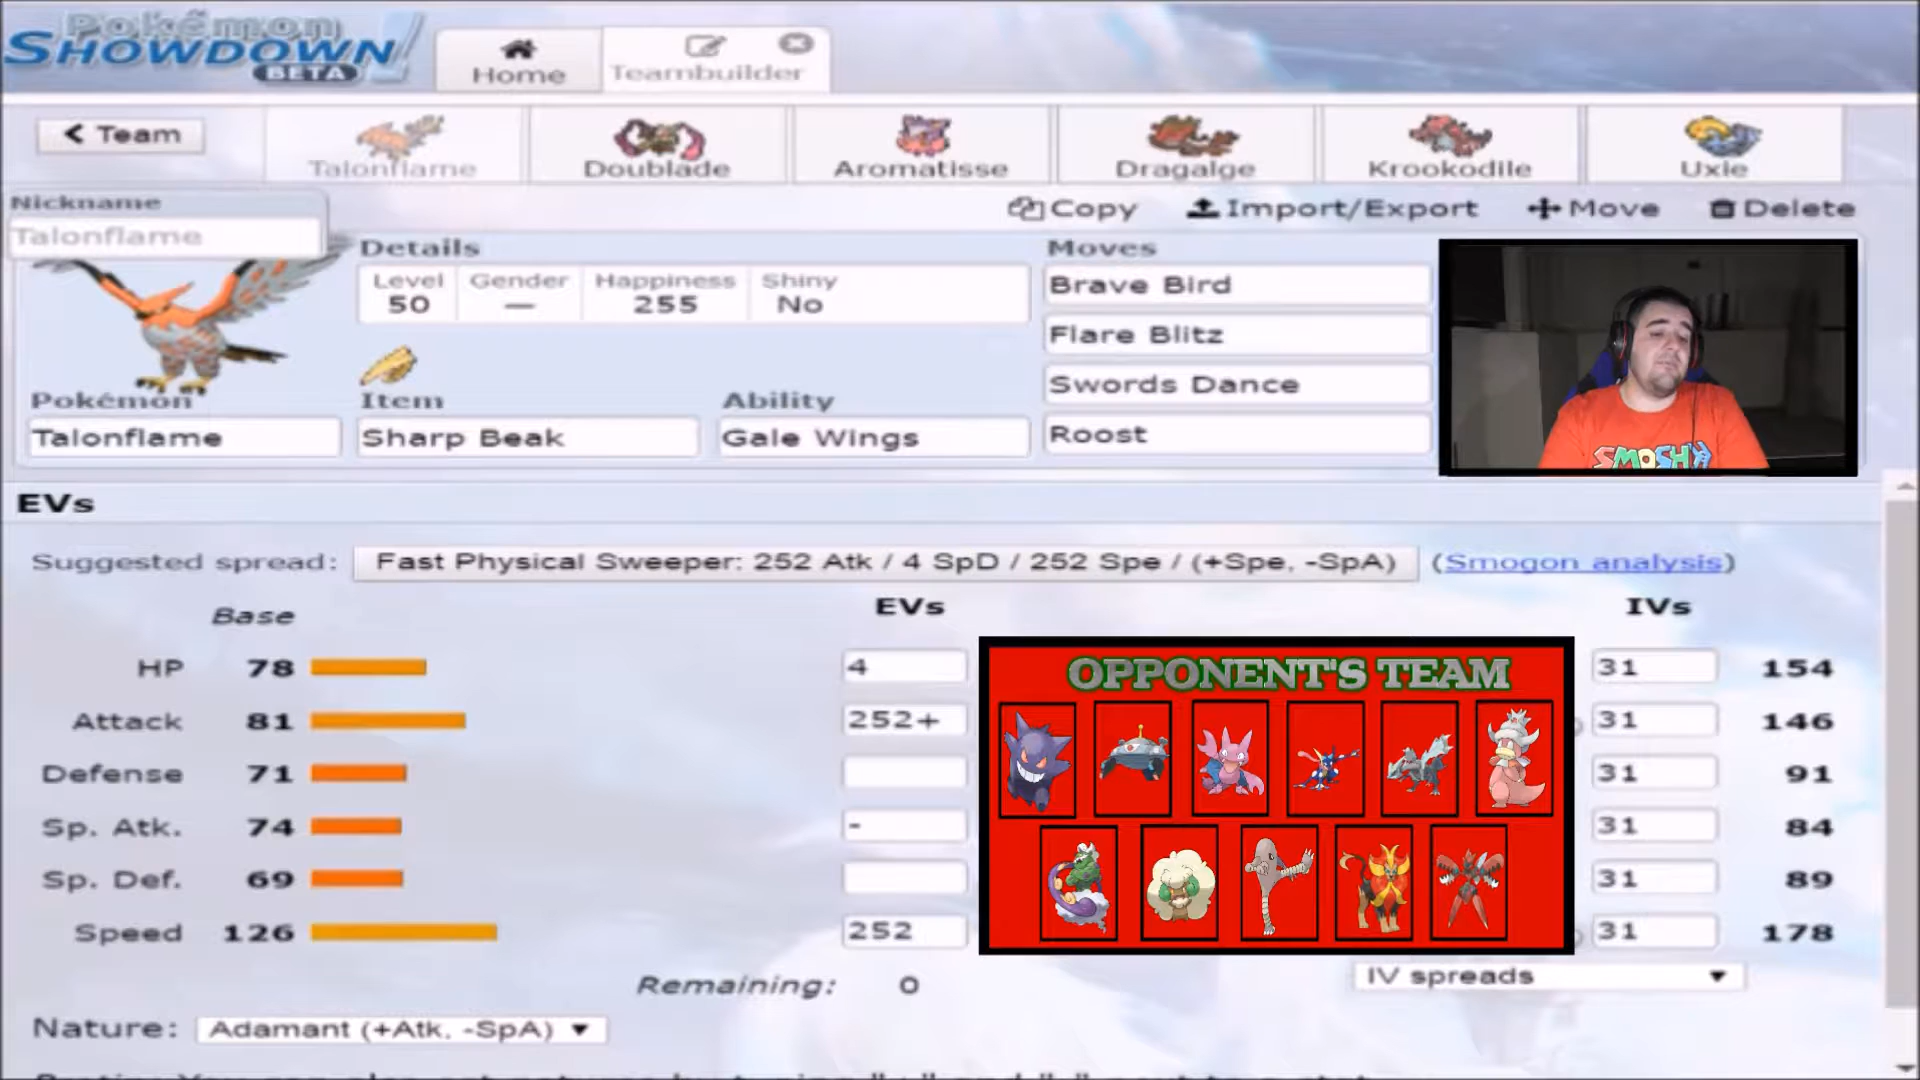 Pokémon
SHOWDOWN
BETA
Home
Teambuilder
< Team
Talonflame
Doublade
Aromatisse
Dragalge
Krookodile
Uxie
Nickname
Talonflame
Copy
Import/Export
Move
Delete
Details
Moves
Level
Gender
Happiness
Shiny
50
—
255
No
Brave Bird
Flare Blitz
Swords Dance
Roost
SMOSH
Pokémon
Item
Ability
Talonflame
Sharp Beak
Gale Wings
EVs
Suggested spread:
Fast Physical Sweeper: 252 Atk / 4 SpD / 252 Spe / (+Spe, -SpA)
(Smogon analysis)
Base
EVs
IVs
HP 78 4 31 154
Attack 81 252+ 31 146
Defense 71 31 91
Sp. Atk. 74 - 31 84
Sp. Def. 69 31 89
Speed 126 252 31 178
OPPONENT'S TEAM
Remaining: 0
IV spreads
Nature: Adamant (+Atk, -SpA)